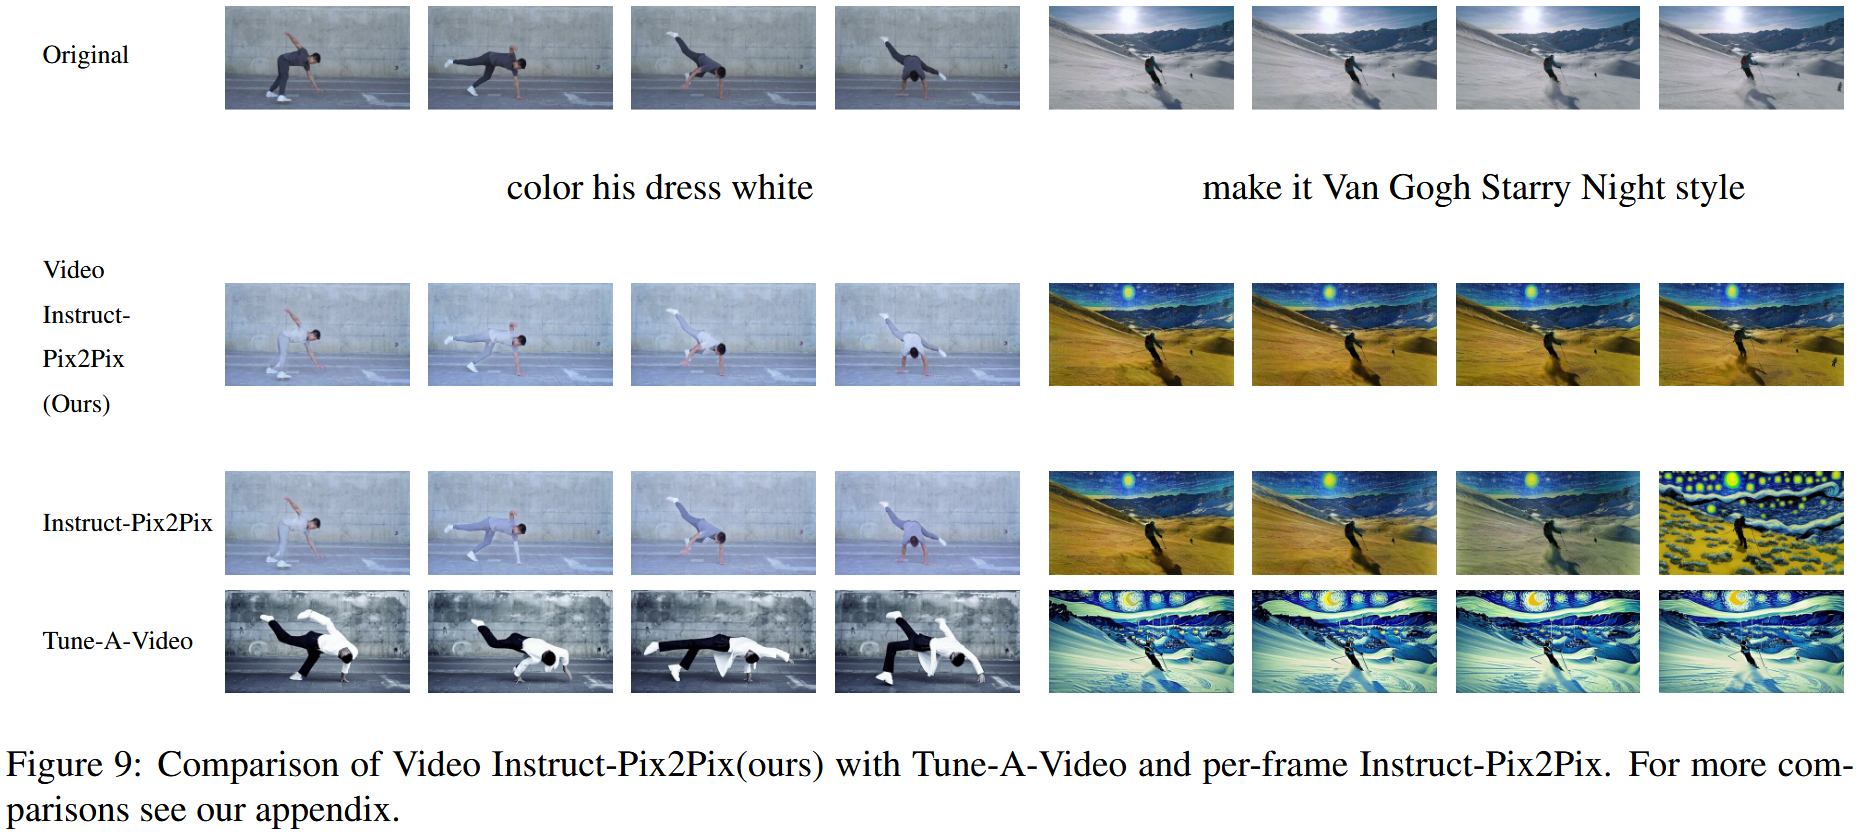 Original
color his dress white
make it Van Gogh Starry Night style
Video
Instruct-
Pix2Pix
(Ours)
Instruct-Pix2Pix
Tune-A-Video
Figure 9: Comparison of Video Instruct-Pix2Pix(ours) with Tune-A-Video and per-frame Instruct-Pix2Pix. For more com-
parisons see our appendix.